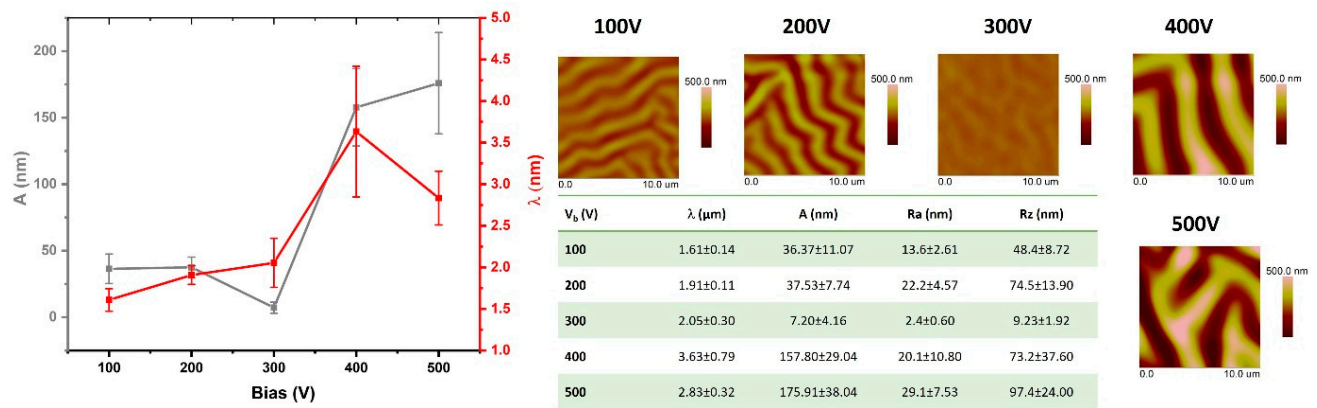 A (nm)
200
150
100
50
0
5.0
4.5
4.0
3.5
3.0
2.5
2.0
1.5
1.0
λ (nm)
100 200 300 400 500
Bias (V)
100V 200V 300V 400V
500.0 nm 500.0 nm 500.0 nm 500.0 nm
0.0 10.0 um 0.0 10.0 um 0.0 10.0 um 0.0 10.0 um
Vb (V) λ (μm) A (nm) Ra (nm) Rz (nm)
100 1.61±0.14 36.37±11.07 13.6±2.61 48.4±8.72
200 1.91±0.11 37.53±7.74 22.2±4.57 74.5±13.90
300 2.05±0.30 7.20±4.16 2.4±0.60 9.23±1.92
400 3.63±0.79 157.80±29.04 20.1±10.80 73.2±37.60
500 2.83±0.32 175.91±38.04 29.1±7.53 97.4±24.00
500V
500.0 nm
0.0 10.0 um